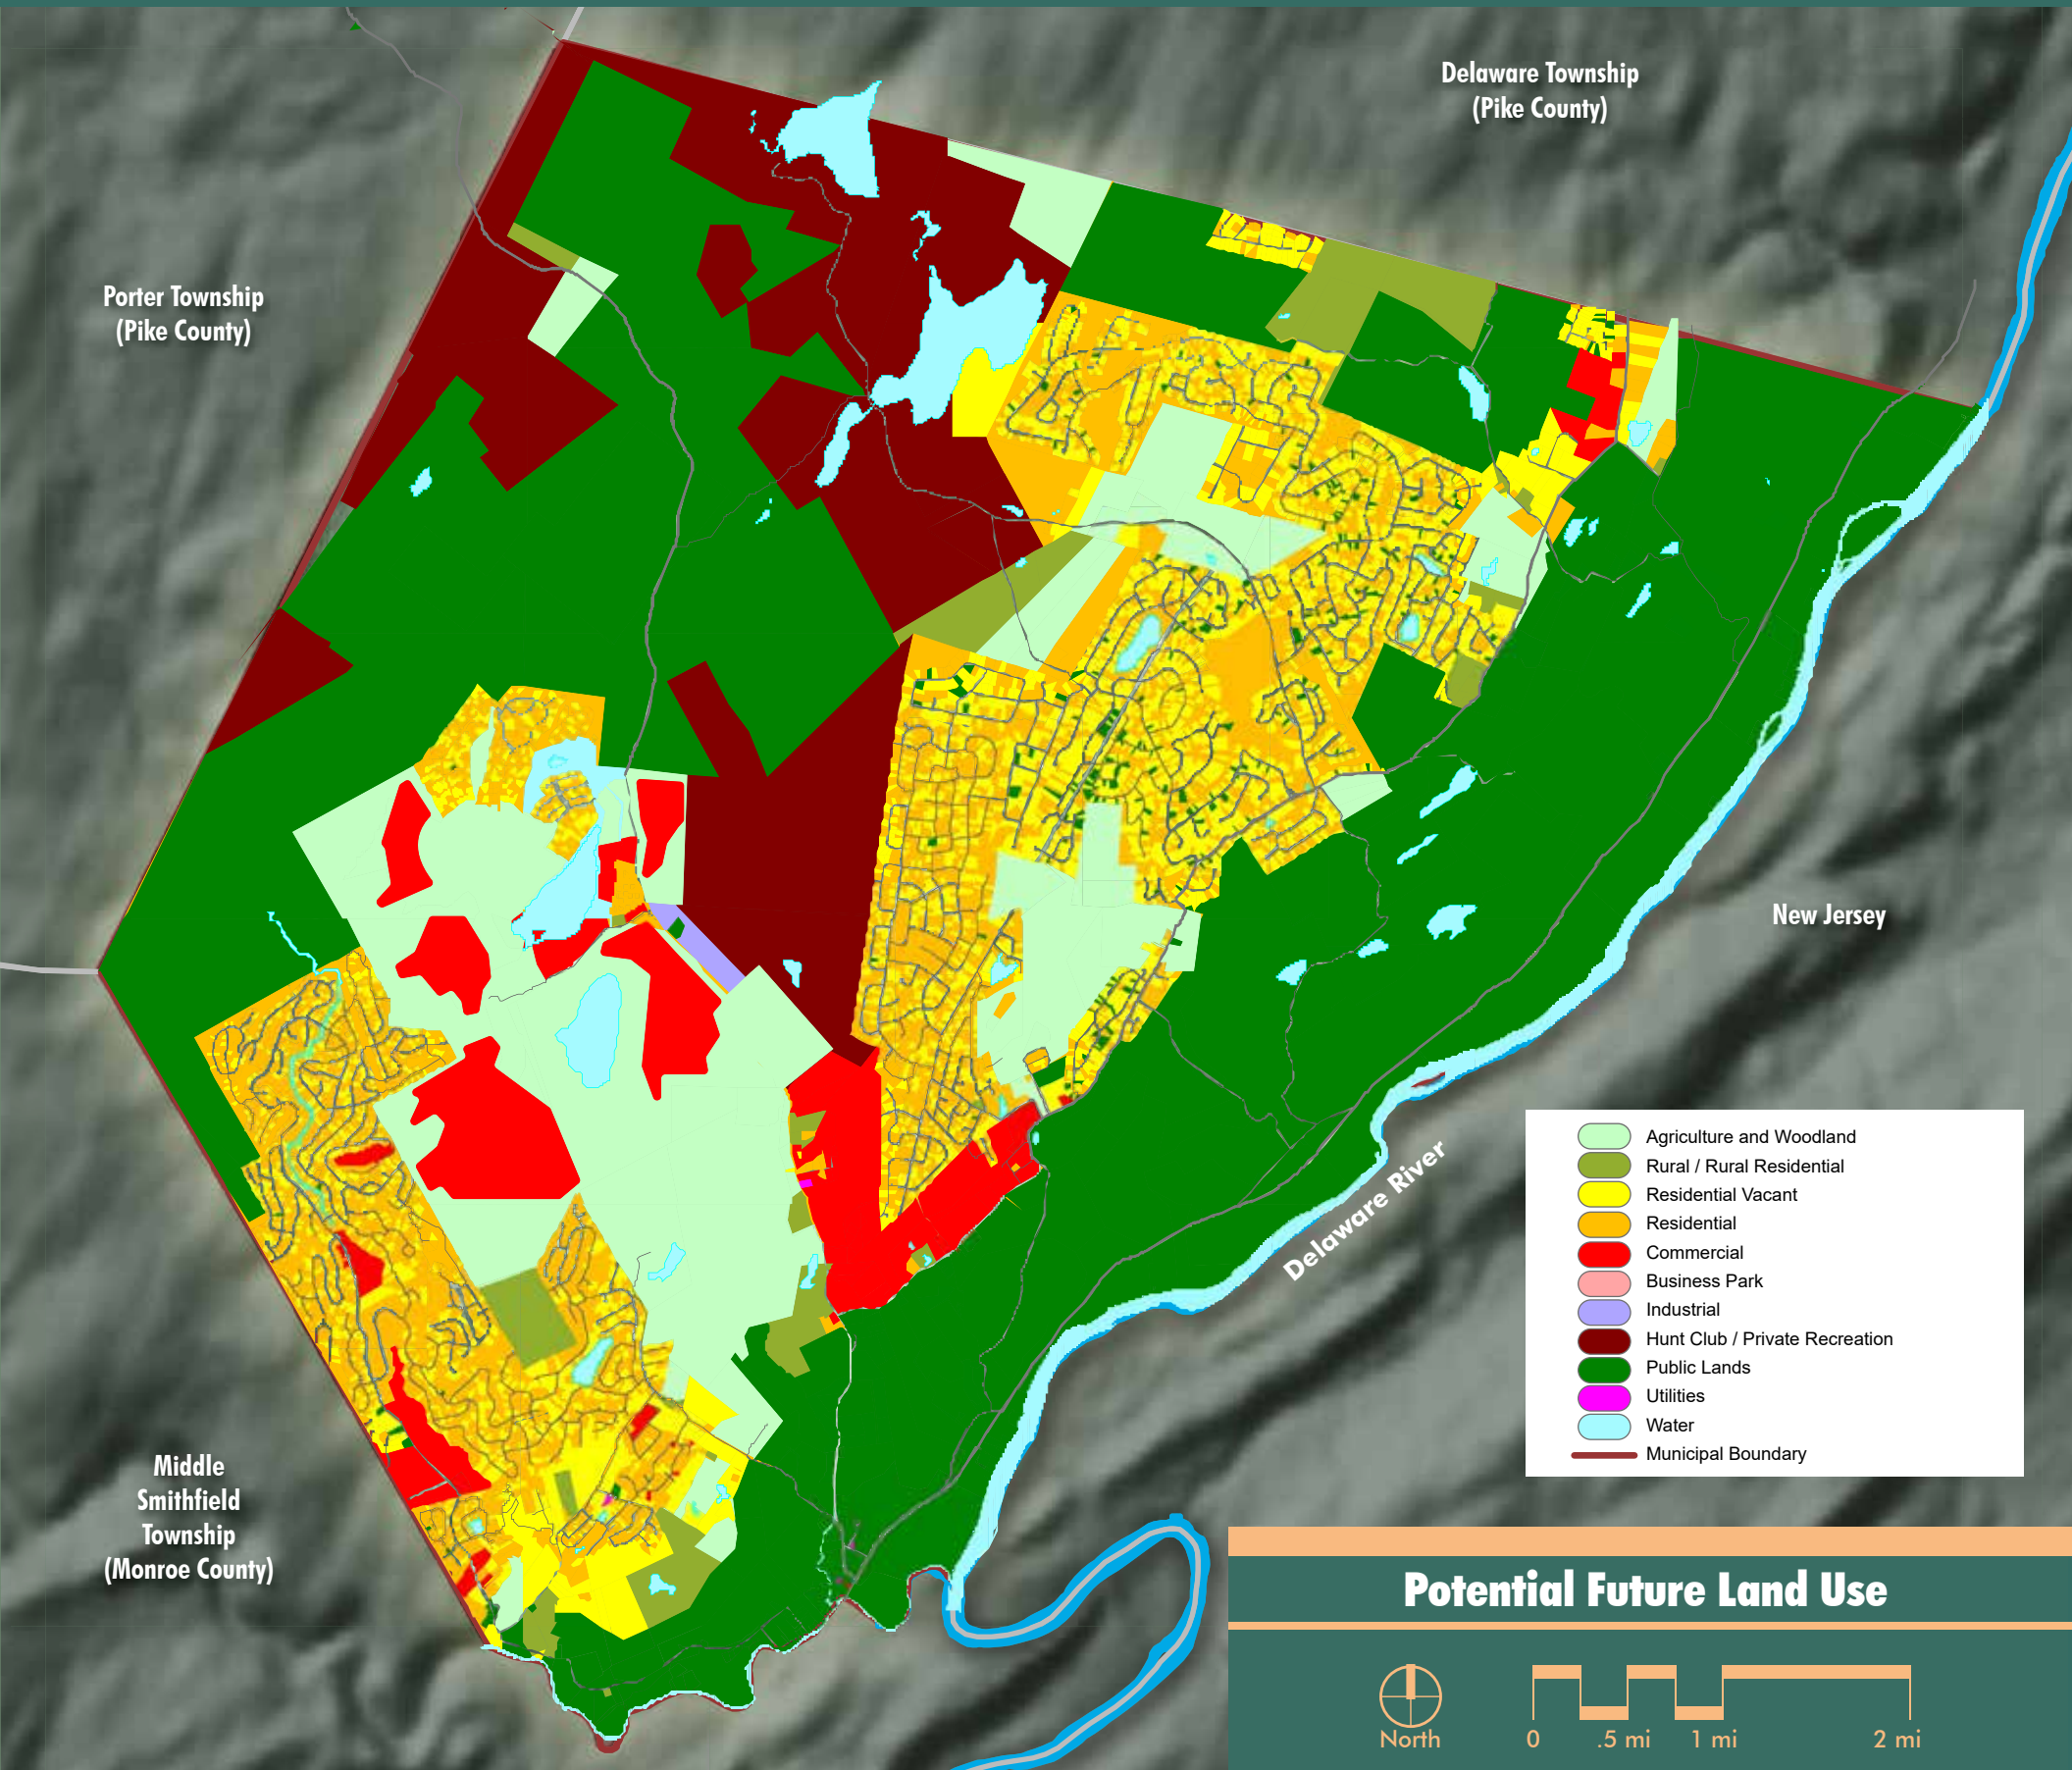 Delaware Township
(Pike County)
Porter Township
(Pike County)
New Jersey
Delaware River
Middle
Smithfield
Township
(Monroe County)
Agriculture and Woodland
Rural / Rural Residential
Residential Vacant
Residential
Commercial
Business Park
Industrial
Hunt Club / Private Recreation
Public Lands
Utilities
Water
Municipal Boundary
Potential Future Land Use
North
0 .5 mi 1 mi 2 mi